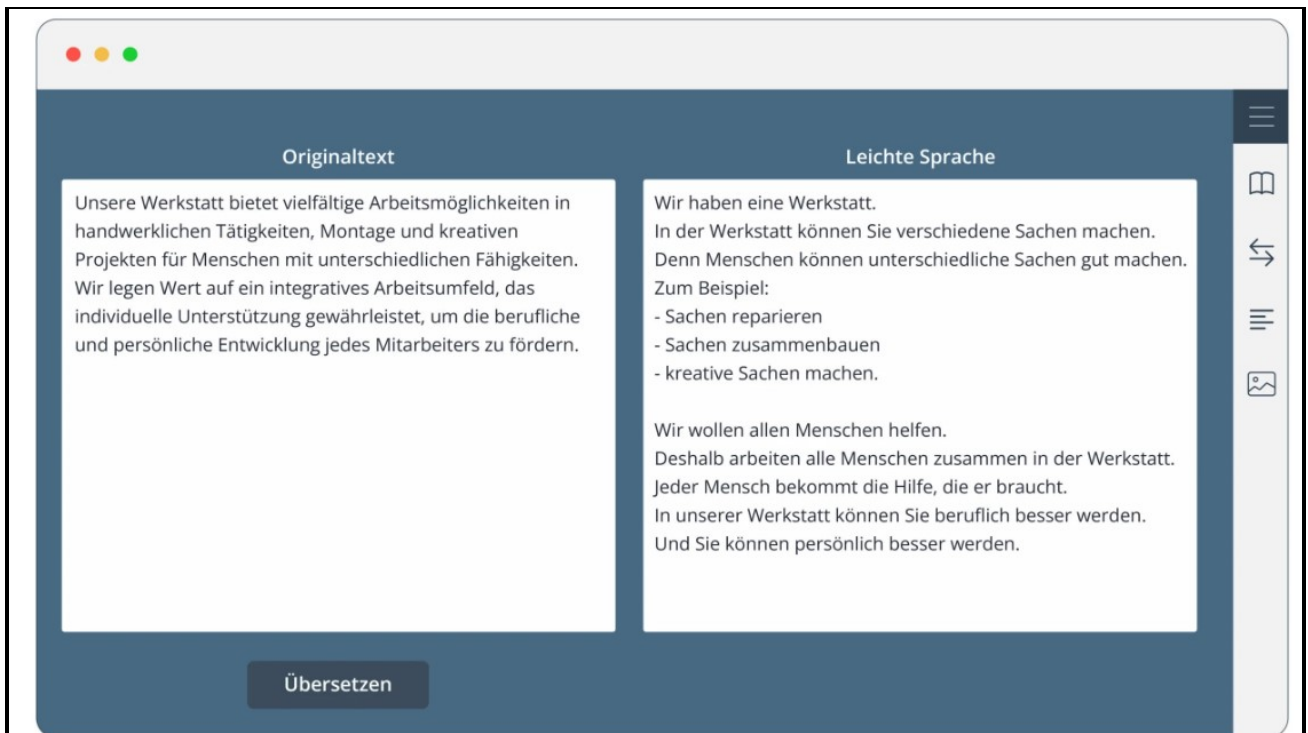 Originaltext
Unsere Werkstatt bietet vielfältige Arbeitsmöglichkeiten in
handwerklichen Tätigkeiten, Montage und kreativen
Projekten für Menschen mit unterschiedlichen Fähigkeiten.
Wir legen Wert auf ein integratives Arbeitsumfeld, das
individuelle Unterstützung gewährleistet, um die berufliche
und persönliche Entwicklung jedes Mitarbeiters zu fördern.
Übersetzen
Leichte Sprache
Wir haben eine Werkstatt.
In der Werkstatt können Sie verschiedene Sachen machen.
Denn Menschen können unterschiedliche Sachen gut machen.
Zum Beispiel:
- Sachen reparieren
- Sachen zusammenbauen
- kreative Sachen machen.
Wir wollen allen Menschen helfen.
Deshalb arbeiten alle Menschen zusammen in der Werkstatt.
Jeder Mensch bekommt die Hilfe, die er braucht.
In unserer Werkstatt können Sie beruflich besser werden.
Und Sie können persönlich besser werden.